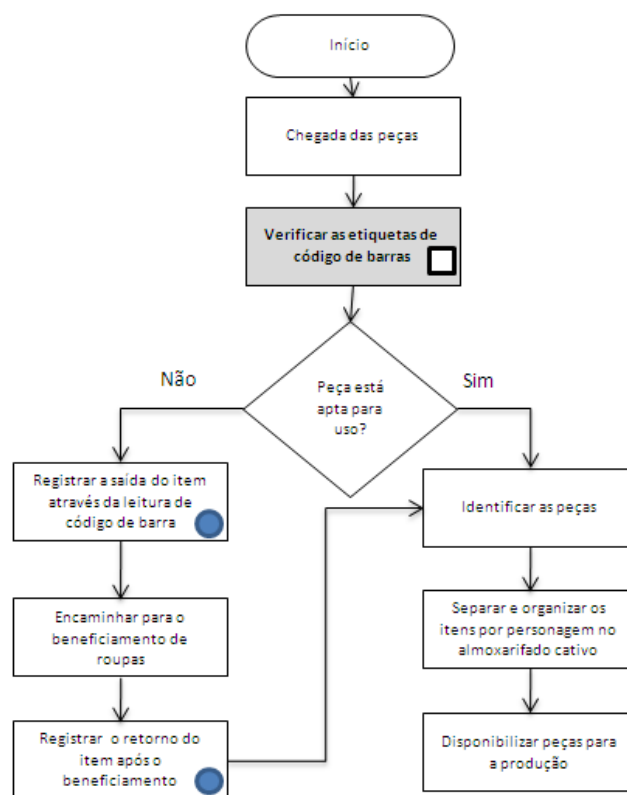 Início
Chegada das peças
Verificar as etiquetas de
código de barras
Peça está
apta para
uso?
Não
Sim
Registrar a saída do item
através da leitura de
código de barra
Identificar as peças
Encaminhar para o
beneficiamento de
roupas
Separar e organizar os
itens por personagem no
almoxarifado cativo
Registrar o retorno do
item após o
beneficiamento
Disponibilizar peças para
a produção